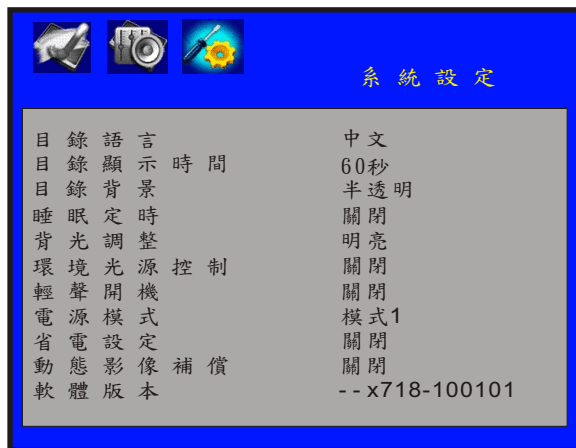 系統設定
目錄語言 中文
目錄顯示時間 60秒
目錄背景 半透明
睡眠定時 關閉
背光調整 明亮
環境光源控制 關閉
輕聲開機 關閉
電源模式 模式1
省電設定 關閉
動態影像補償 關閉
軟體版本 --x718-100101